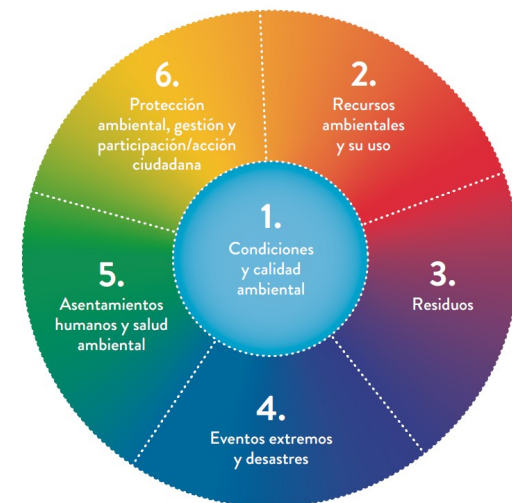 1.
Condiciones
y calidad
ambiental
2.
Recursos
ambientales
y su uso
3.
Residuos
4.
Eventos extremos
y desastres
5.
Asentamientos
humanos y salud
ambiental
6.
Protección
ambiental, gestión y
participación/acción
ciudadana